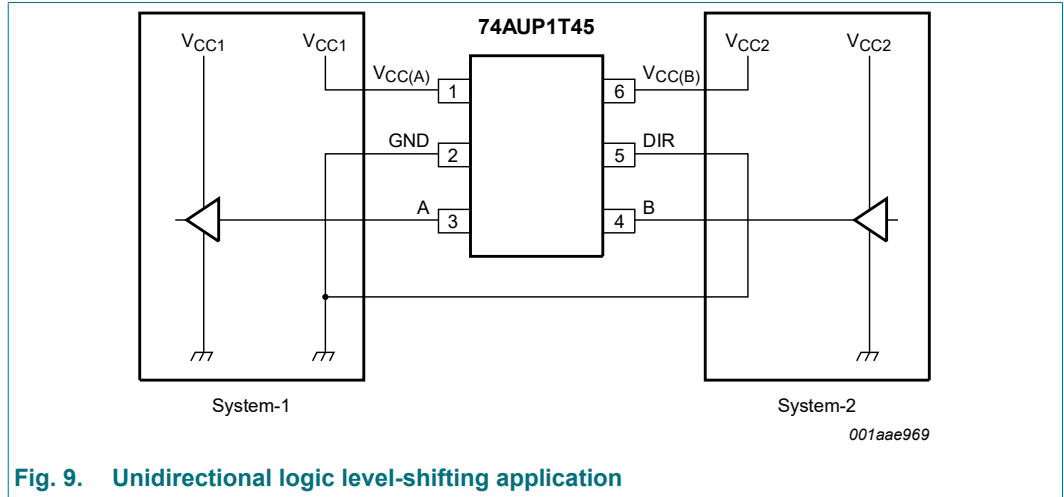 74AUP1T45
VCC1
VCC1
VCC2
VCC2
VCC(A)
1
6
VCC(B)
GND
2
5
DIR
A
3
4
B
System-1
System-2
001aae969
Fig. 9. Unidirectional logic level-shifting application